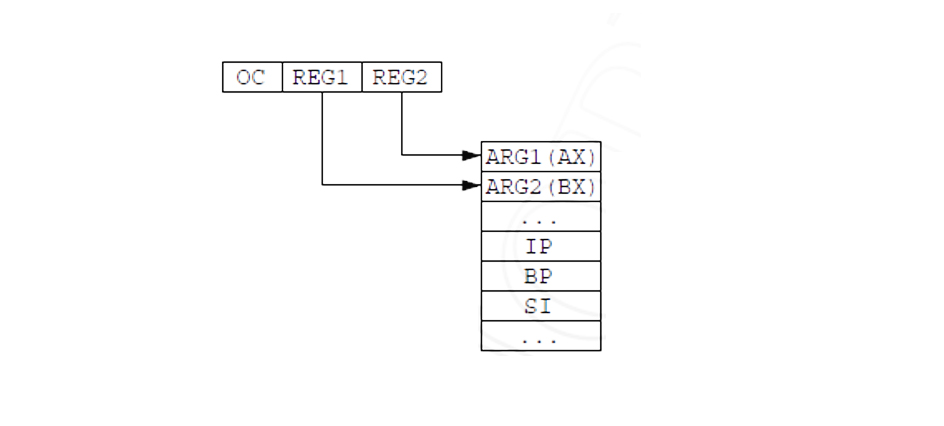 OC REG1 REG2
ARG1(AX)
ARG2(BX)
...
IP
BP
SI
...